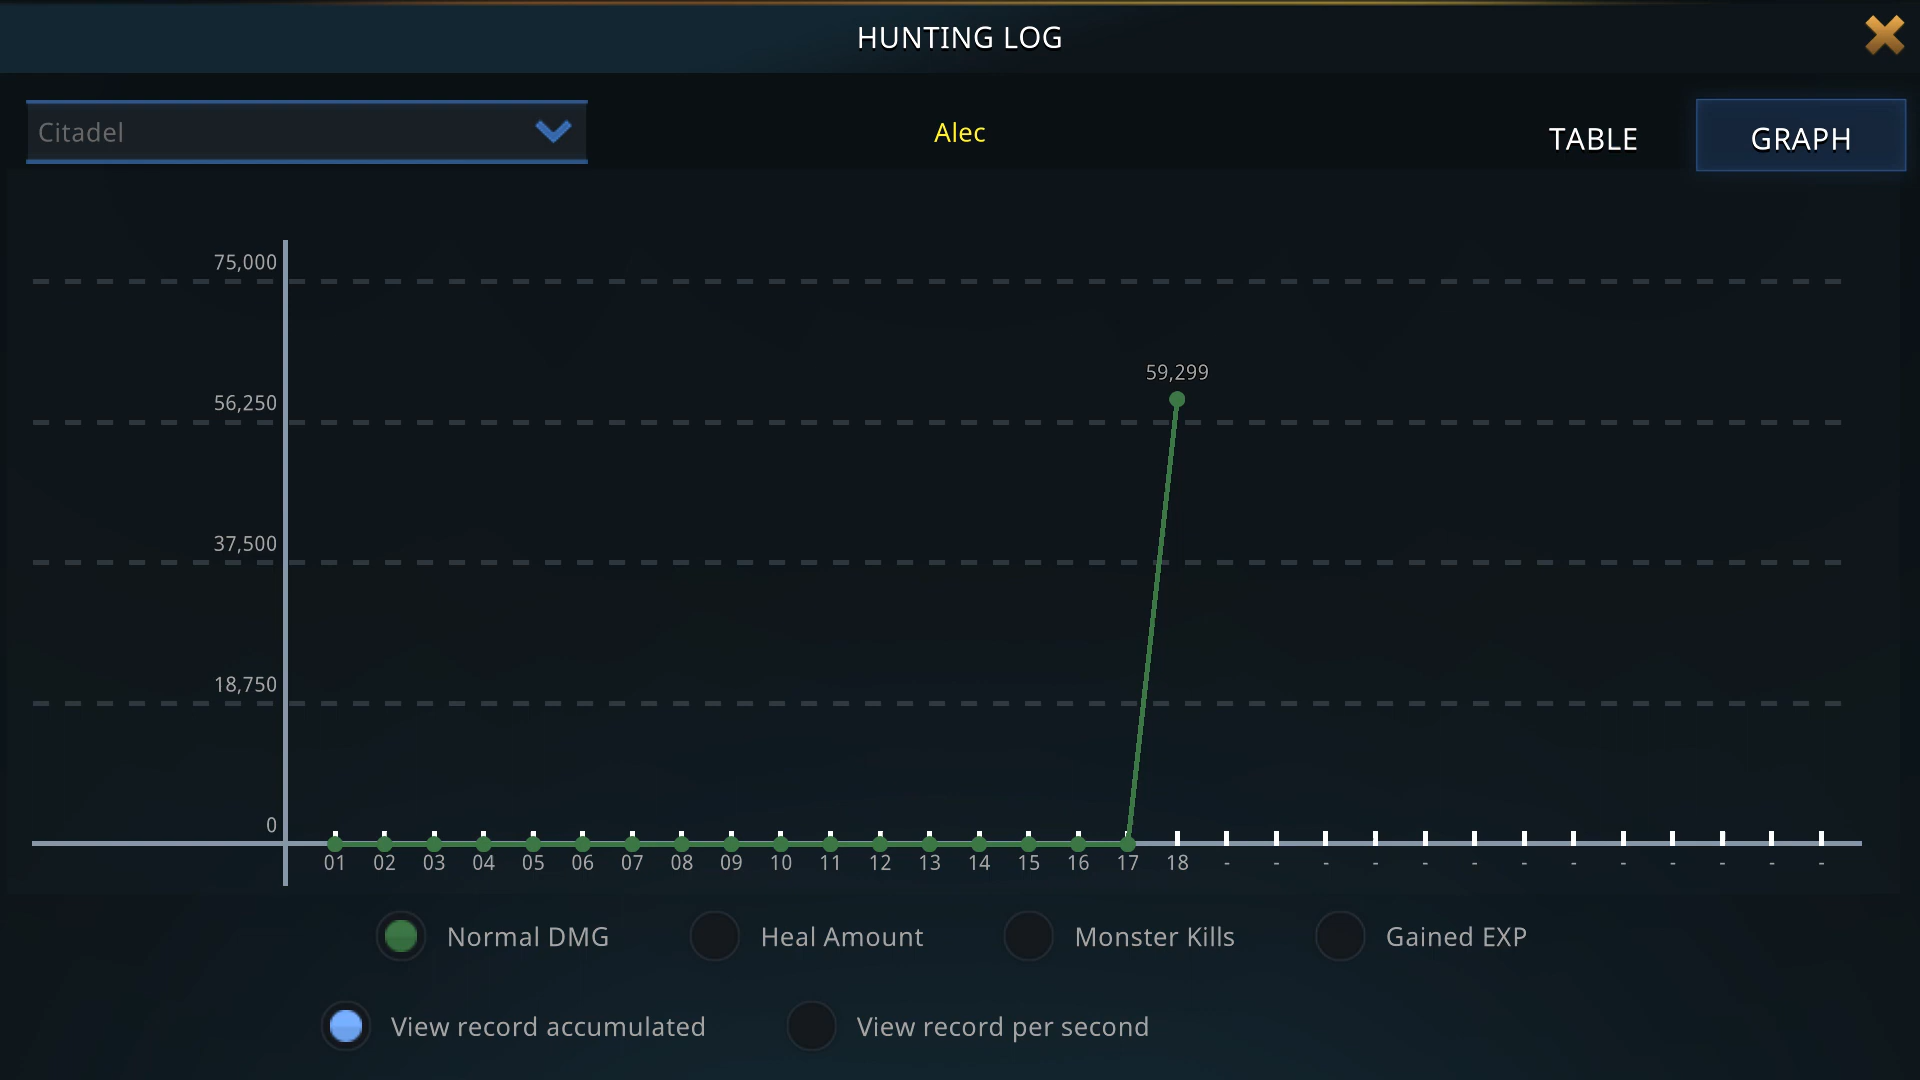 HUNTING LOG
Citadel
Alec
TABLE
GRAPH
75,000
59,299
56,250
37,500
18,750
0
01 02 03 04 05 06 07 08 09 10 11 12 13 14 15 16 17 18 - - - - - - - - - - - - -
Normal DMG
Heal Amount
Monster Kills
Gained EXP
View record accumulated
View record per second